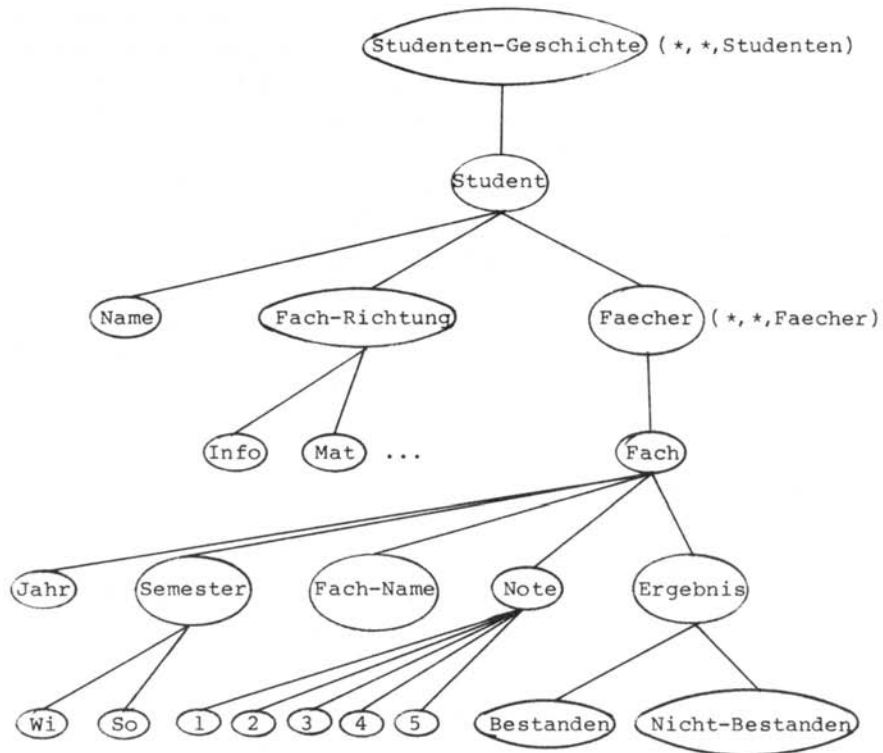 Studenten-Geschichte (*,*,Studenten)
Student
Name Fach-Richtung Faecher (*,*,Faecher)
Info Mat ... Fach
Jahr Semester Fach-Name Note Ergebnis
Wi So 1 2 3 4 5 Bestanden Nicht-Bestanden